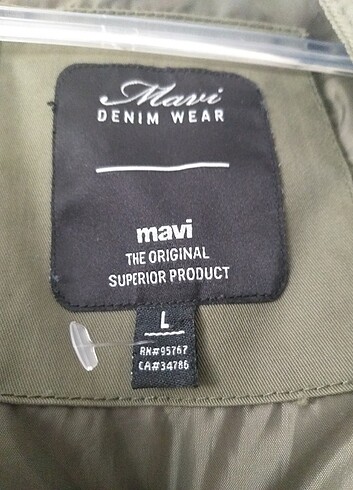 Mavi
DENIM WEAR
mavi
THE ORIGINAL
SUPERIOR PRODUCT
L
RN#95767
CA#34786